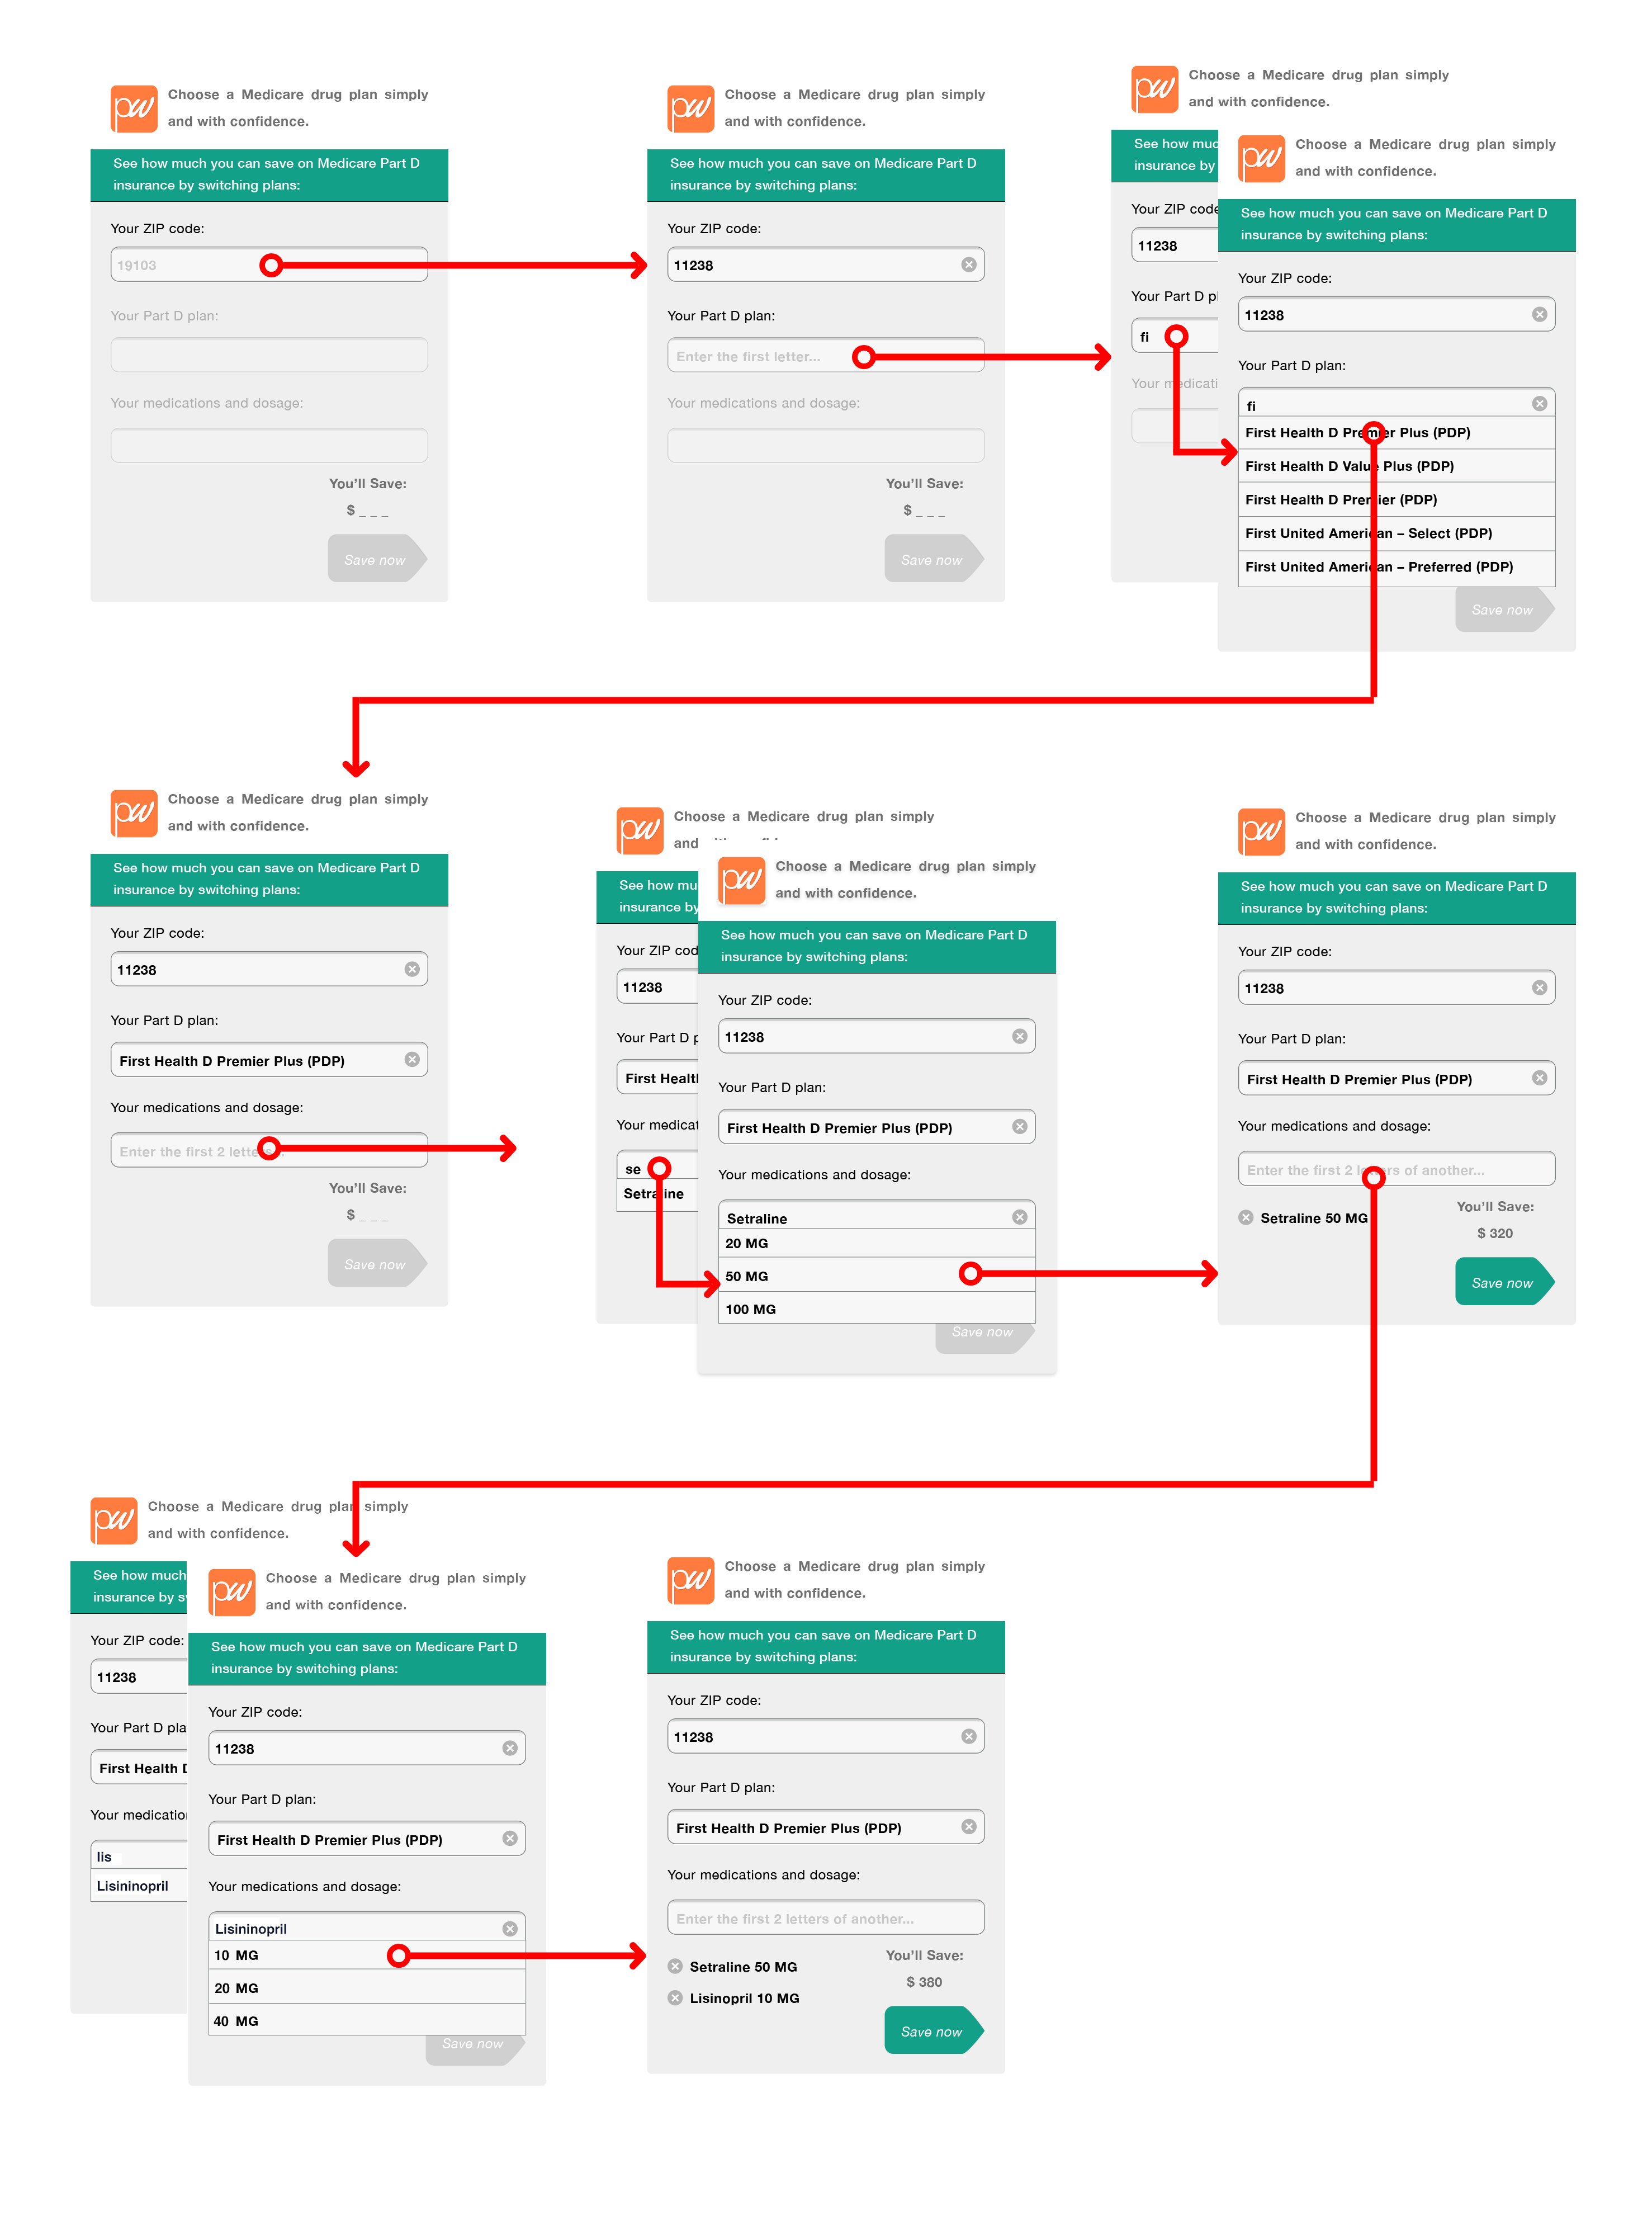 pw
Choose a Medicare drug plan simply
and with confidence.
See how much you can save on Medicare Part D
insurance by switching plans:
Your ZIP code:
19103
Your Part D plan:
Your medications and dosage:
You'll Save:
$ _ _ _
Save now
pw
Choose a Medicare drug plan simply
and with confidence.
See how much you can save on Medicare Part D
insurance by switching plans:
Your ZIP code:
11238
Your Part D plan:
Enter the first letter...
Your medications and dosage:
You'll Save:
$ _ _ _
Save now
pw
Choose a Medicare drug plan simply
and with confidence.
See how muc
insurance by
Your ZIP code
11238
Your Part D pl
fi
Your medicati
pw
Choose a Medicare drug plan simply
and with confidence.
See how much you can save on Medicare Part D
insurance by switching plans:
Your ZIP code:
11238
Your Part D plan:
fi
First Health D Premier Plus (PDP)
First Health D Value Plus (PDP)
First Health D Premier (PDP)
First United American – Select (PDP)
First United American – Preferred (PDP)
Save now
pw
Choose a Medicare drug plan simply
and with confidence.
See how much you can save on Medicare Part D
insurance by switching plans:
Your ZIP code:
11238
Your Part D plan:
First Health D Premier Plus (PDP)
Your medications and dosage:
Enter the first 2 letters...
You'll Save:
$ _ _ _
Save now
pw
Choose a Medicare drug plan simply
and
See how mu
insurance by
Your ZIP cod
11238
Your Part D p
First Healt
Your medicat
se
Setraline
pw
Choose a Medicare drug plan simply
and with confidence.
See how much you can save on Medicare Part D
insurance by switching plans:
Your ZIP code:
11238
Your Part D plan:
First Health D Premier Plus (PDP)
Your medications and dosage:
Setraline
20 MG
50 MG
100 MG
Save now
pw
Choose a Medicare drug plan simply
and with confidence.
See how much you can save on Medicare Part D
insurance by switching plans:
Your ZIP code:
11238
Your Part D plan:
First Health D Premier Plus (PDP)
Your medications and dosage:
Enter the first 2 letters of another...
Setraline 50 MG
You'll Save:
$ 320
Save now
pw
Choose a Medicare drug plan simply
and with confidence.
See how much
insurance by s
Your ZIP code:
11238
Your Part D pla
First Health D
Your medicatio
lis
Lisininopril
pw
Choose a Medicare drug plan simply
and with confidence.
See how much you can save on Medicare Part D
insurance by switching plans:
Your ZIP code:
11238
Your Part D plan:
First Health D Premier Plus (PDP)
Your medications and dosage:
Lisininopril
10 MG
20 MG
40 MG
Save now
pw
Choose a Medicare drug plan simply
and with confidence.
See how much you can save on Medicare Part D
insurance by switching plans:
Your ZIP code:
11238
Your Part D plan:
First Health D Premier Plus (PDP)
Your medications and dosage:
Enter the first 2 letters of another...
Setraline 50 MG
Lisinopril 10 MG
You'll Save:
$ 380
Save now